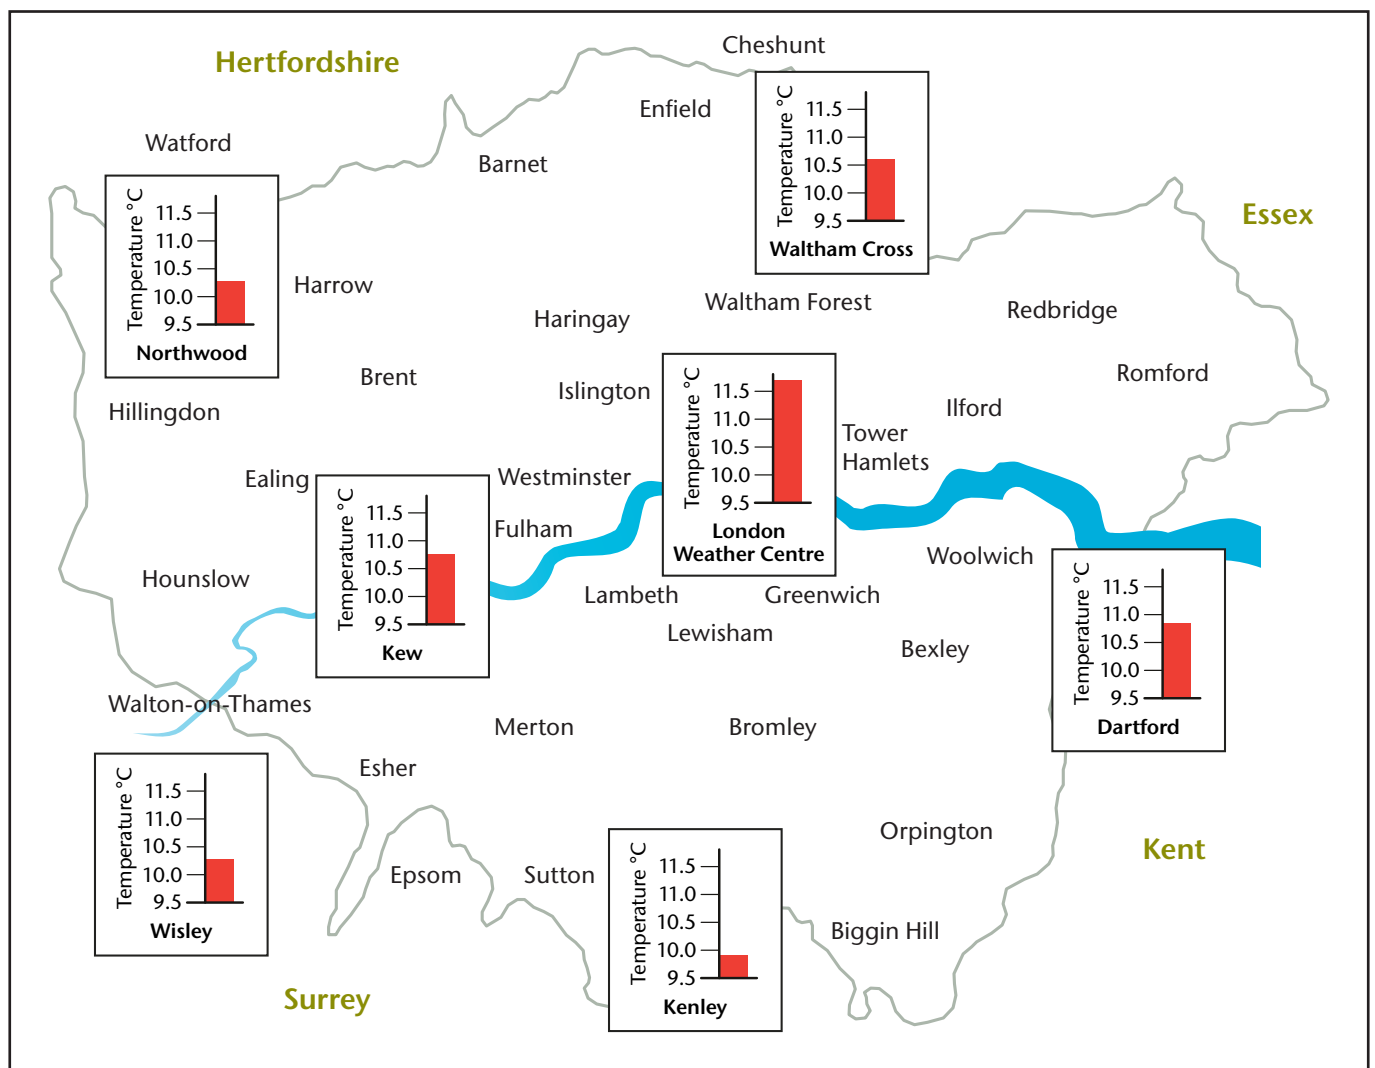 Cheshunt
Hertfordshire
Enfield
Temperature °C
11.5
11.0
10.5
10.0
9.5
Waltham Cross
Watford
Barnet
Temperature °C
11.5
11.0
10.5
10.0
9.5
Northwood
Essex
Harrow
Waltham Forest
Redbridge
Haringay
Brent
Islington
Romford
Hillingdon
Ilford
Temperature °C
11.5
11.0
10.5
10.0
9.5
London
Weather Centre
Tower
Hamlets
Ealing
Westminster
Fulham
Temperature °C
11.5
11.0
10.5
10.0
9.5
Kew
Woolwich
Hounslow
Lambeth
Greenwich
Lewisham
Bexley
Temperature °C
11.5
11.0
10.5
10.0
9.5
Dartford
Walton-on-Thames
Merton
Bromley
Esher
Temperature °C
11.5
11.0
10.5
10.0
9.5
Wisley
Orpington
Kent
Epsom
Sutton
Temperature °C
11.5
11.0
10.5
10.0
9.5
Kenley
Biggin Hill
Surrey